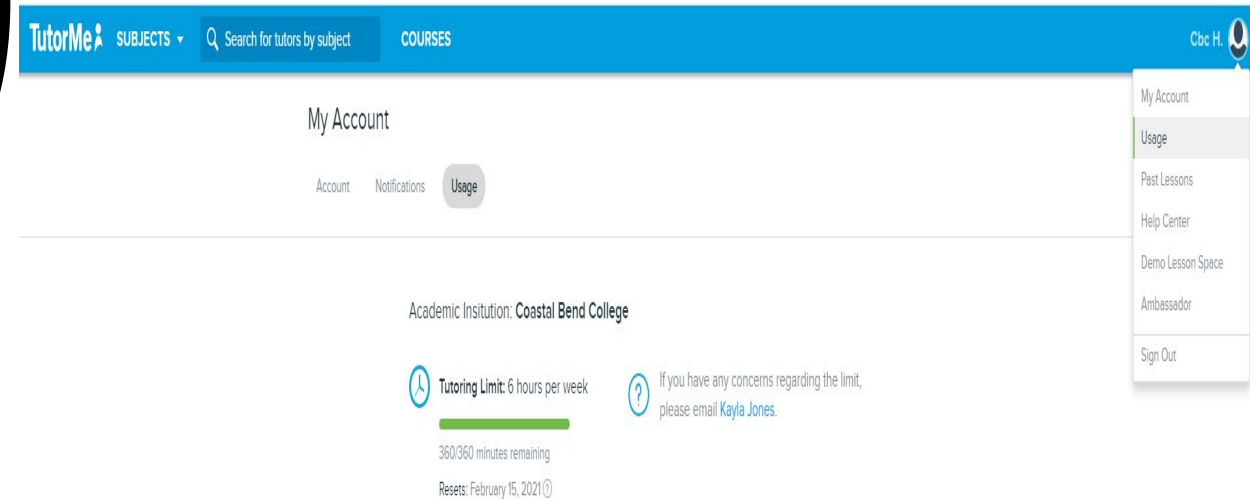 TutorMe SUBJECTS Search for tutors by subject COURSES Cbc H.
My Account
Account Notifications Usage
Academic Insitution: Coastal Bend College
Tutoring Limit: 6 hours per week
360/360 minutes remaining
Resets: February 15, 2021 ?
? If you have any concerns regarding the limit,
please email Kayla Jones.
My Account
Usage
Past Lessons
Help Center
Demo Lesson Space
Ambassador
Sign Out